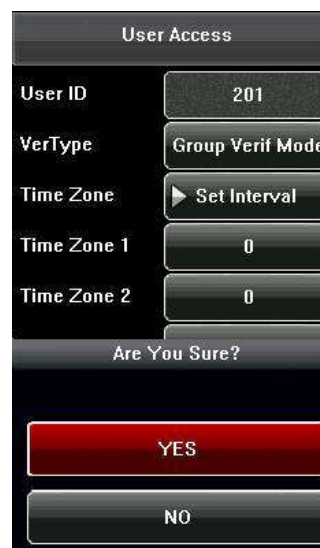 User Access
User ID 201
VerType Group Verif Mode
Time Zone Set Interval
Time Zone 1 0
Time Zone 2 0
Are You Sure?
YES
NO